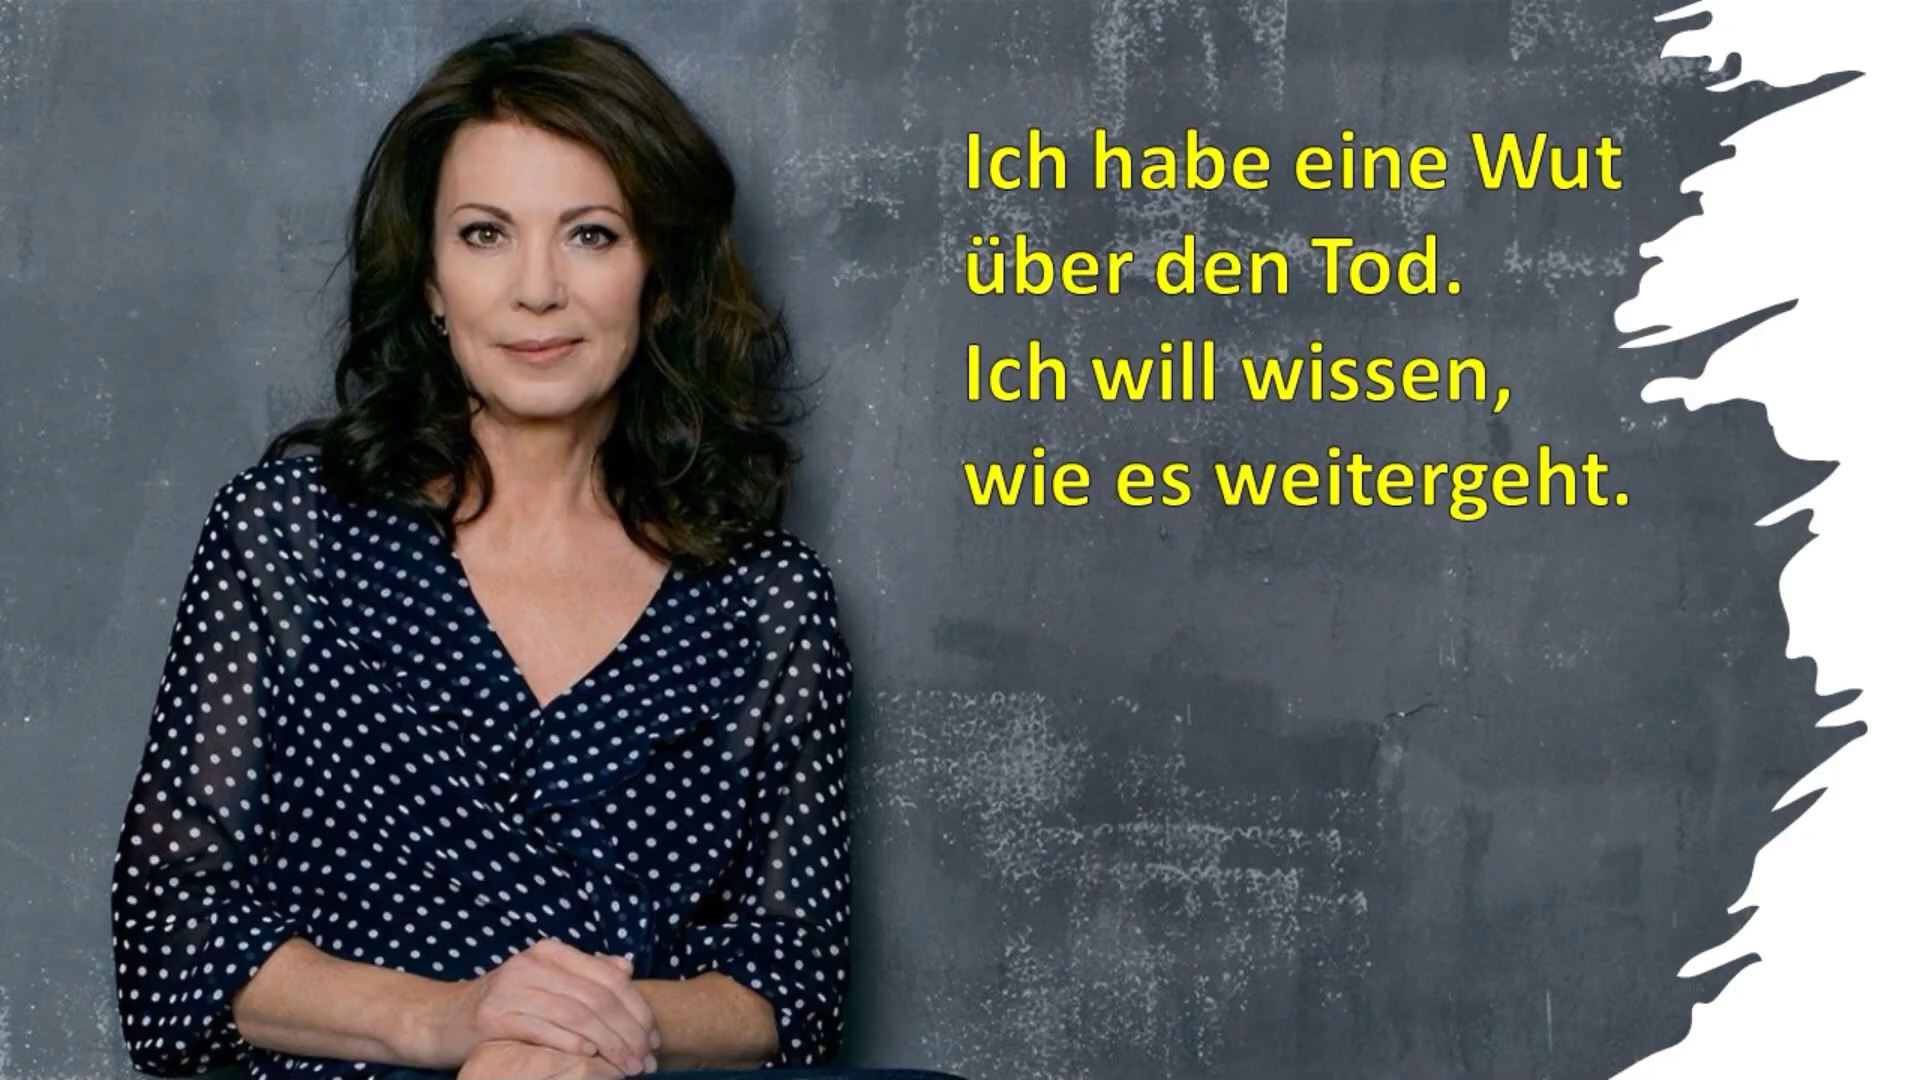 Ich habe eine Wut
über den Tod.
Ich will wissen,
wie es weitergeht.